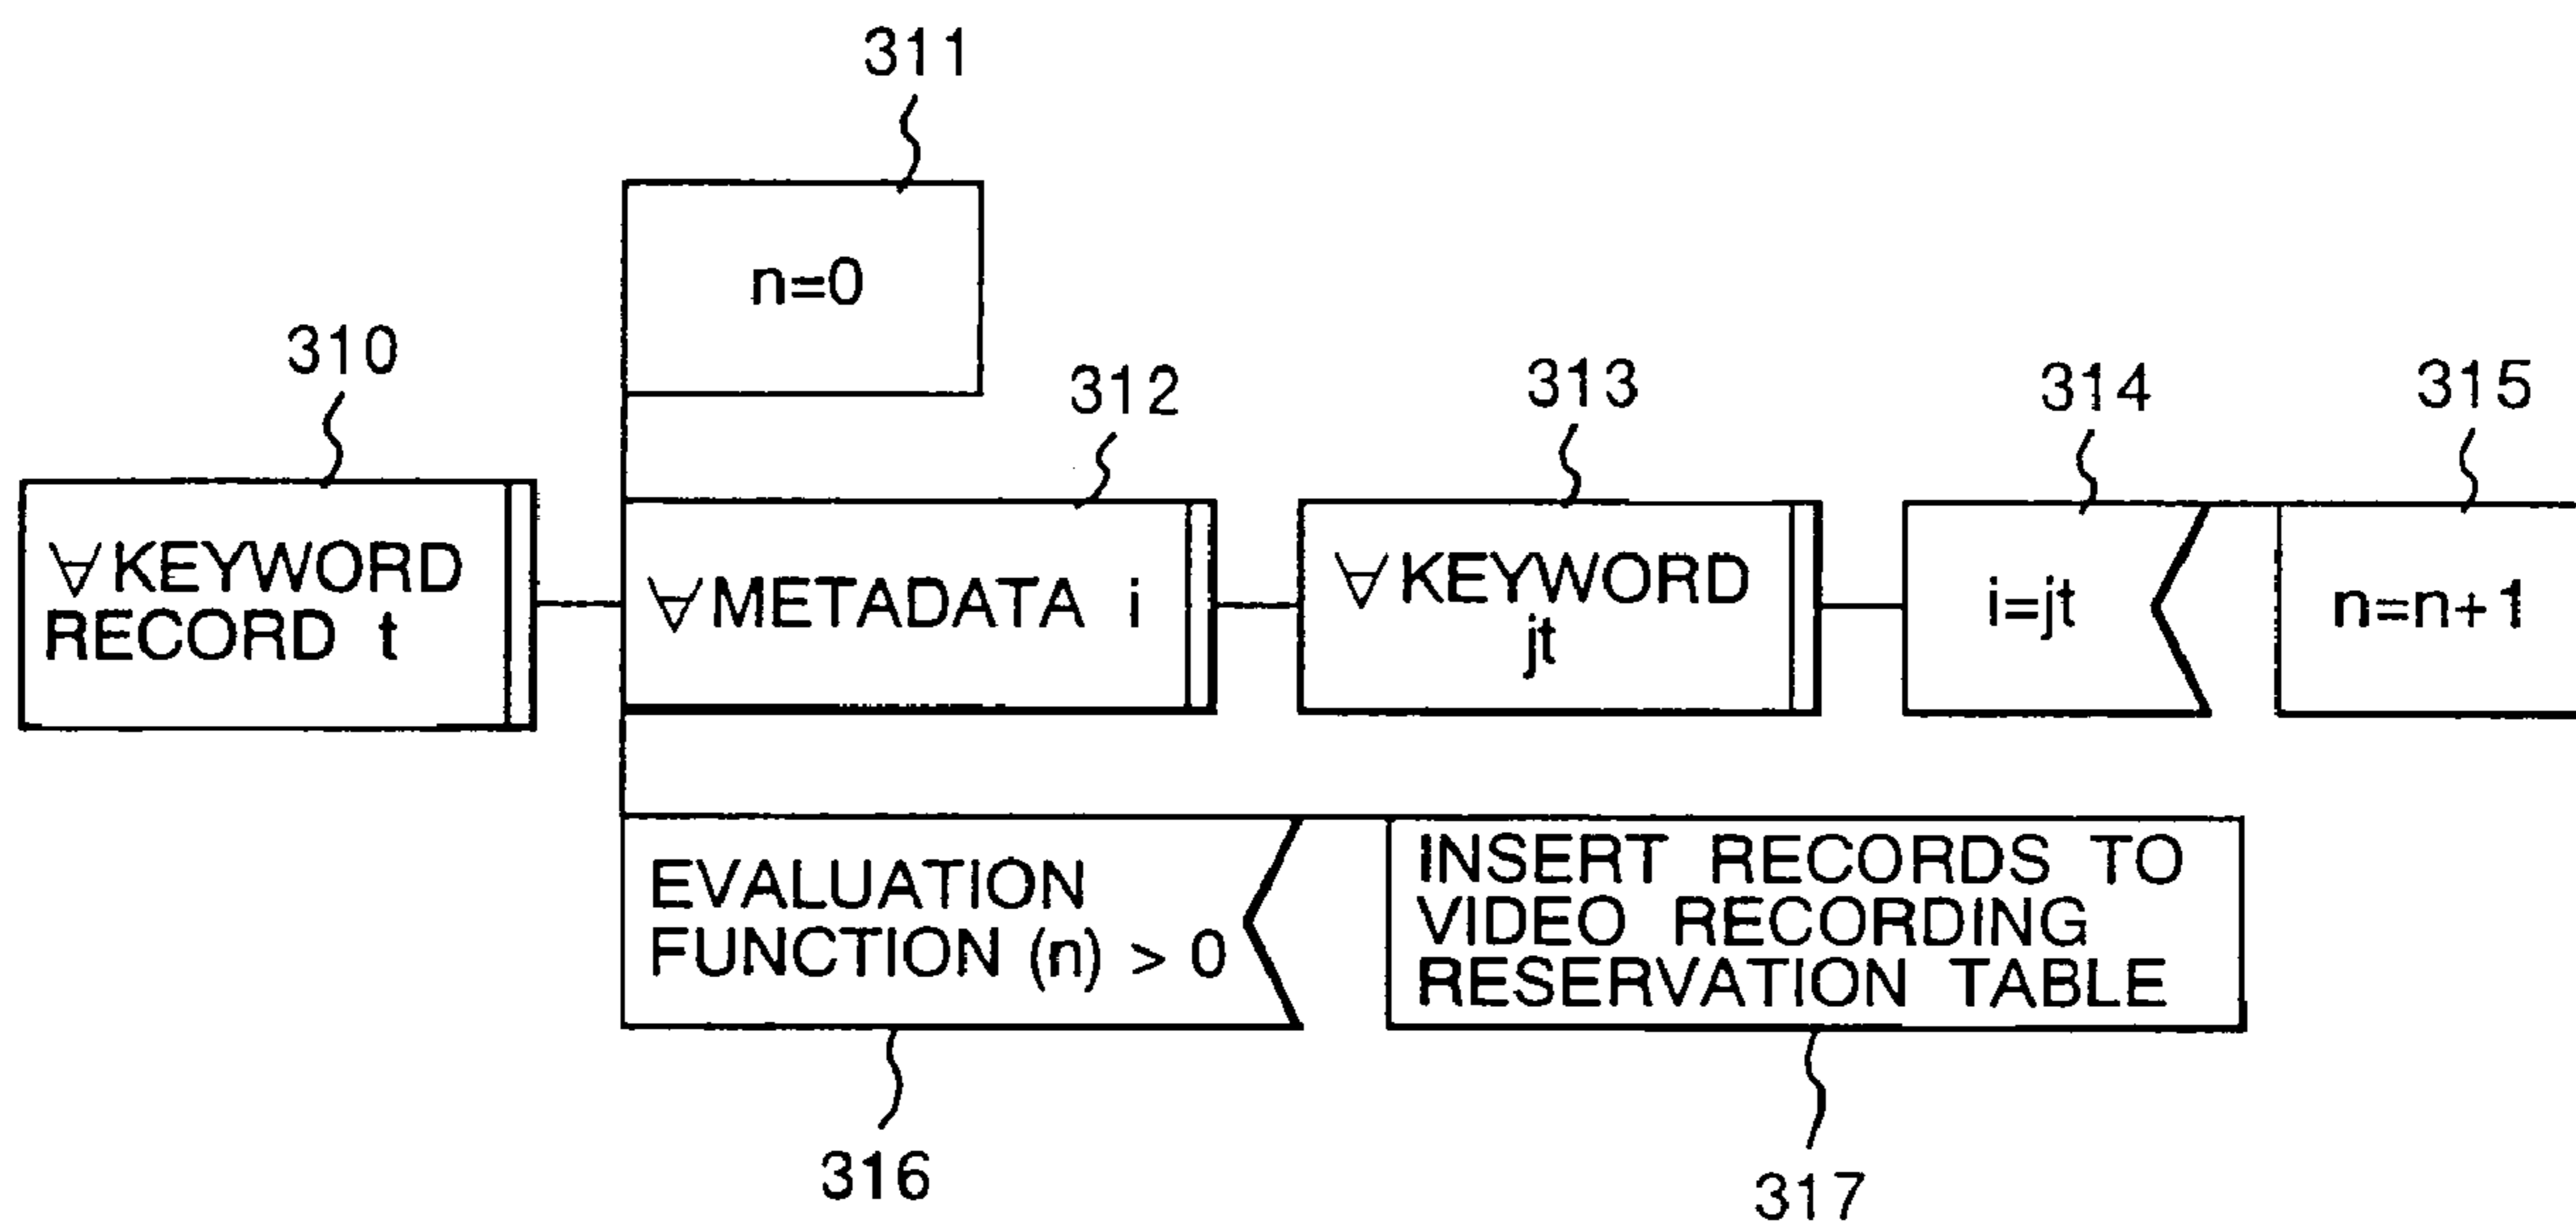 311
n=0
310
312
313
314
315
∀KEYWORD
RECORD t
∀METADATA i
∀KEYWORD
jt
i=jt
n=n+1
EVALUATION
FUNCTION (n) > 0
INSERT RECORDS TO
VIDEO RECORDING
RESERVATION TABLE
316
317